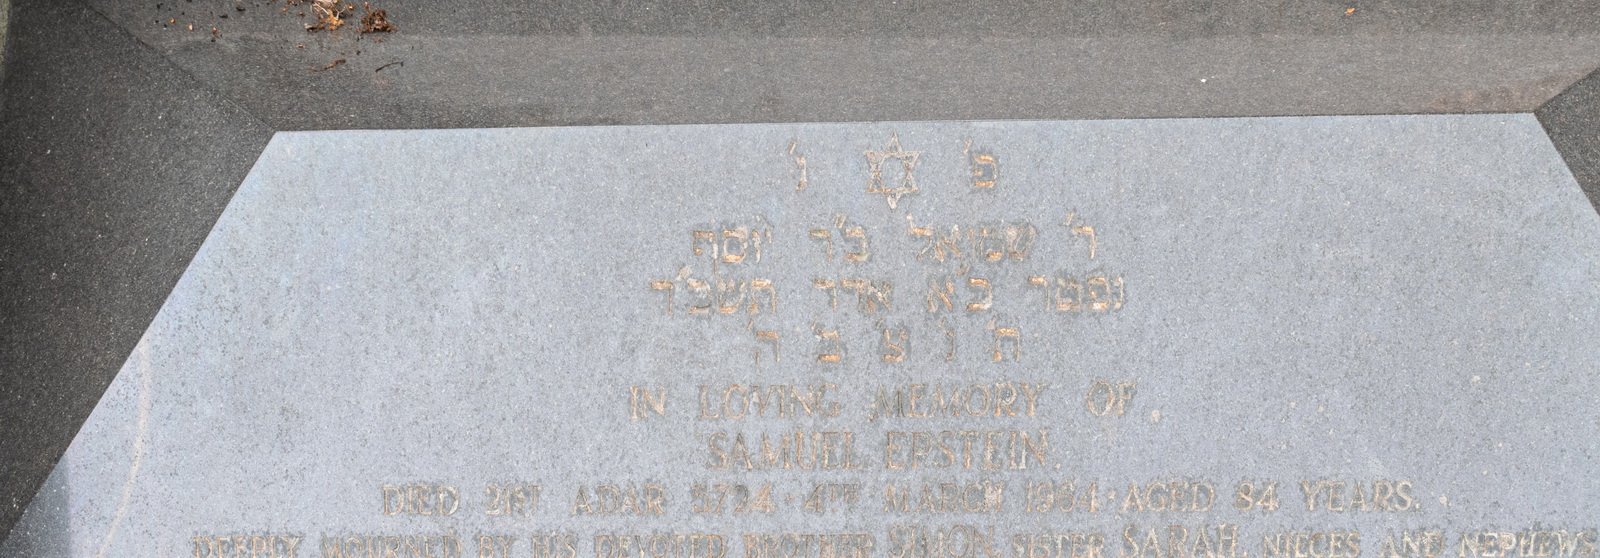 פ' נ'
ר' שמואל ב'ר יוסף
נפטר כ'א אדר תשכ'ד
ת' נ' צ' ב' ה'
IN LOVING MEMORY OF
SAMUEL EPSTEIN.
DIED 21ST ADAR 5724 · 4TH MARCH 1964 · AGED 84 YEARS.
DEEPLY MOURNED BY HIS DEVOTED BROTHER SIMON, SISTER SARAH, NIECES AND NEPHEWS